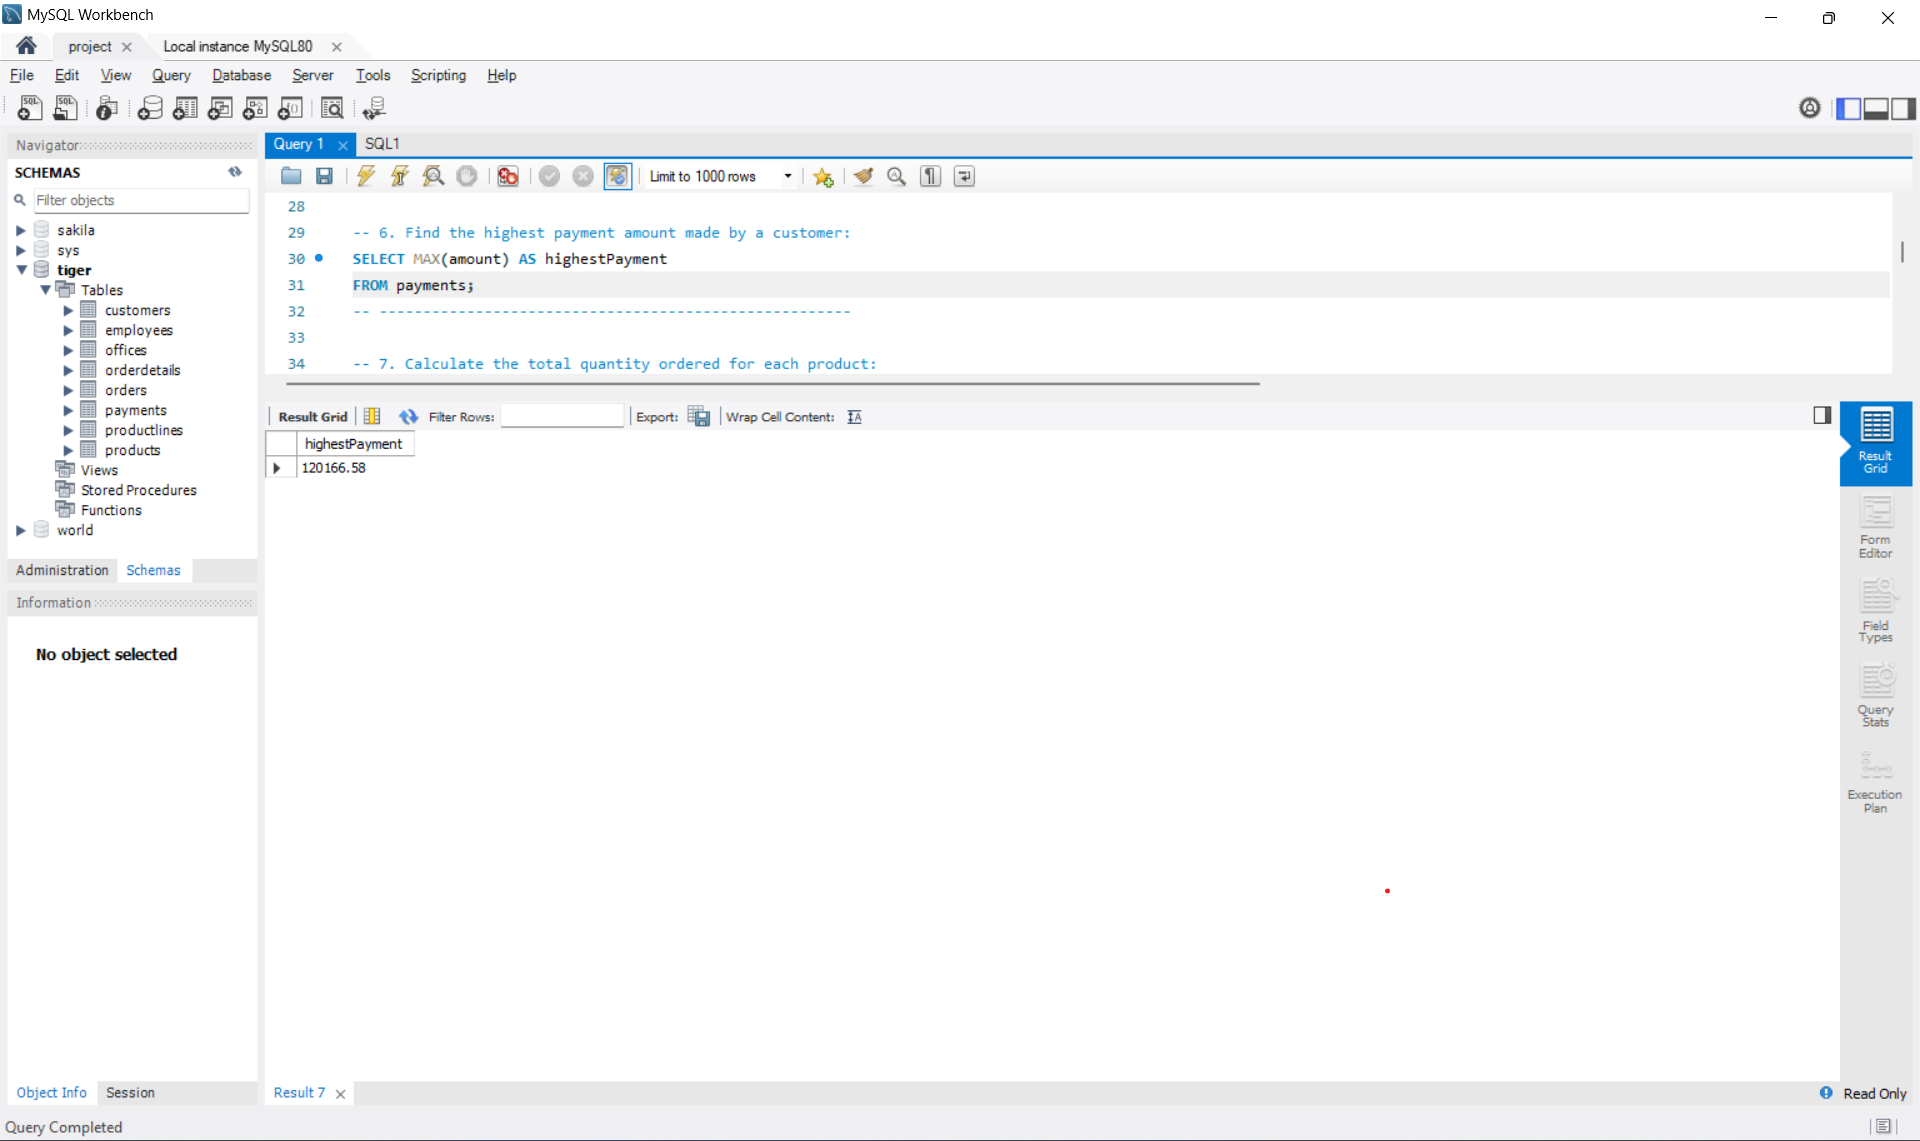 MySQL Workbench
project
Local instance MySQL80
File Edit View Query Database Server Tools Scripting Help
Navigator
SCHEMAS
Filter objects
sakila
sys
tiger
Tables
customers
employees
offices
orderdetails
orders
payments
productlines
products
Views
Stored Procedures
Functions
world
Administration Schemas
Information
No object selected
Object Info Session
Query 1 SQL1
Limit to 1000 rows
28
29 -- 6. Find the highest payment amount made by a customer:
30 SELECT MAX(amount) AS highestPayment
31 FROM payments;
32 -- ------------------------------------------------------
33
34 -- 7. Calculate the total quantity ordered for each product:
Result Grid Filter Rows: Export: Wrap Cell Content:
highestPayment
120166.58
Result
Grid
Form
Editor
Field
Types
Query
Stats
Execution
Plan
Result 7
Read Only
Query Completed